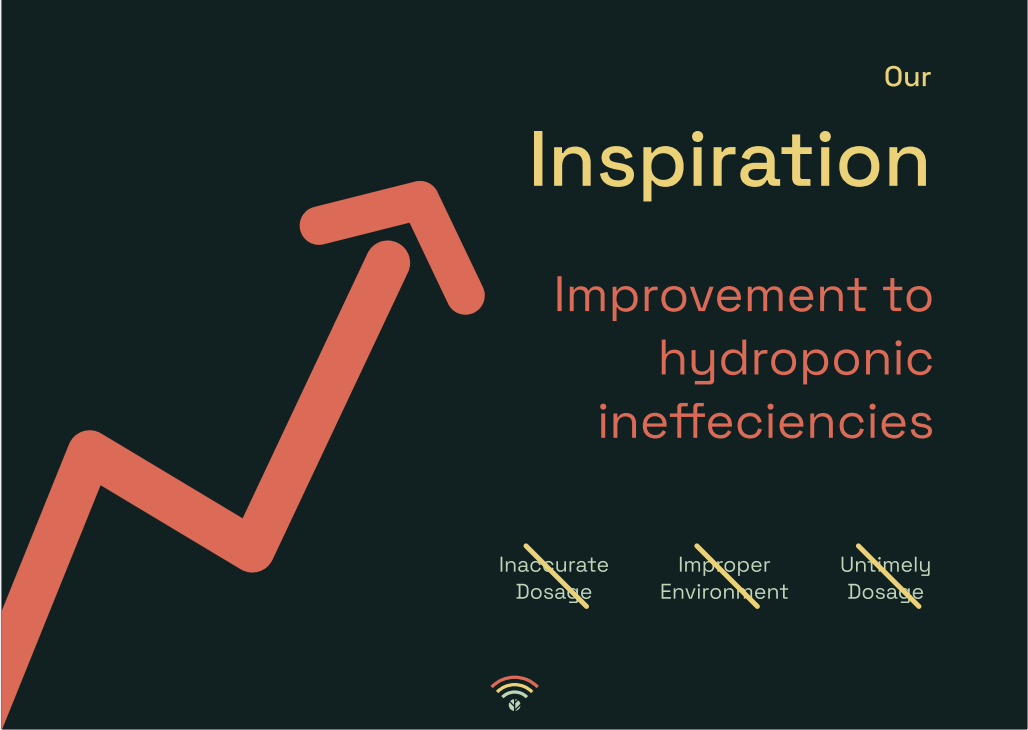 Our
Inspiration
Improvement to
hydroponic
ineffeciencies
Inaccurate
Dosage
Improper
Environment
Untimely
Dosage